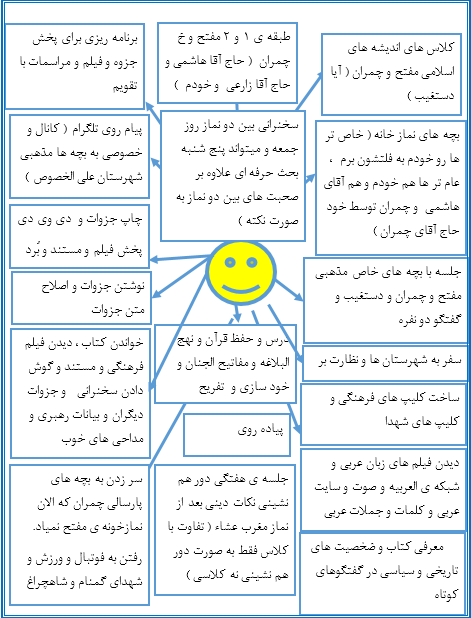 کلاس های اندیشه های
اسلامی مفتح و چمران ( آیا
دستغیب )
طبقه ی ۱ و ۲ مفتح و خ
چمران ( حاج آقا هاشمی و
حاج آقا زارعی و خودم )
برنامه ریزی برای پخش
جزوه و فیلم و مراسمات با
تقویم
سخنرانی بین دو نماز روز
جمعه و میتواند پنج شنبه
بحث حرفه ای علاوه بر
صحبت های بین دو نماز به
صورت نکته )
بچه های نماز خانه ( خاص تر
ها رو خودم به فلتشون برم ،
عام تر ها هم خودم و هم آقای
هاشمی و چمران توسط خود
حاج آقای چمران )
پیام روی تلگرام ( کانال و
خصوصی به بچه ها مذهبی
شهرستان علی الخصوص )
چاپ جزوات و دی وی دی
پخش فیلم و مستند و بُرد
جلسه با بچه های خاص مذهبی
مفتح و چمران و دستغیب و
گفتگو دو نفره
نوشتن جزوات و اصلاح
متن جزوات
درس و حفظ قرآن و نهج
البلاغه و مفاتیح الجنان و
خود سازی و تفریح
خواندن کتاب ، دیدن فیلم
فرهنگی و مستند و گوش
دادن سخنرانی و جزوات
دیگران و بیانات رهبری و
مداحی های خوب
سفر به شهرستان ها و نظارت بر
ساخت کلیپ های فرهنگی و
کلیپ های شهدا
پیاده روی
دیدن فیلم های زبان عربی و
شبکه ی العربیه و صوت و سایت
عربی و کلمات و جملات عربی
جلسه ی هفتگی دور هم
نشینی نکات دینی بعد از
نماز مغرب عشاء ( تفاوت با
کلاس فقط به صورت دور
هم نشینی نه کلاسی )
سر زدن به بچه های
پارسالی چمران که الان
نمازخونه ی مفتح نمیاد.
رفتن به فوتبال و ورزش و
شهدای گمنام و شاهچراغ
معرفی کتاب و ضخصیت های
تاریخی و سیاسی در گفتگوهای
کوتاه